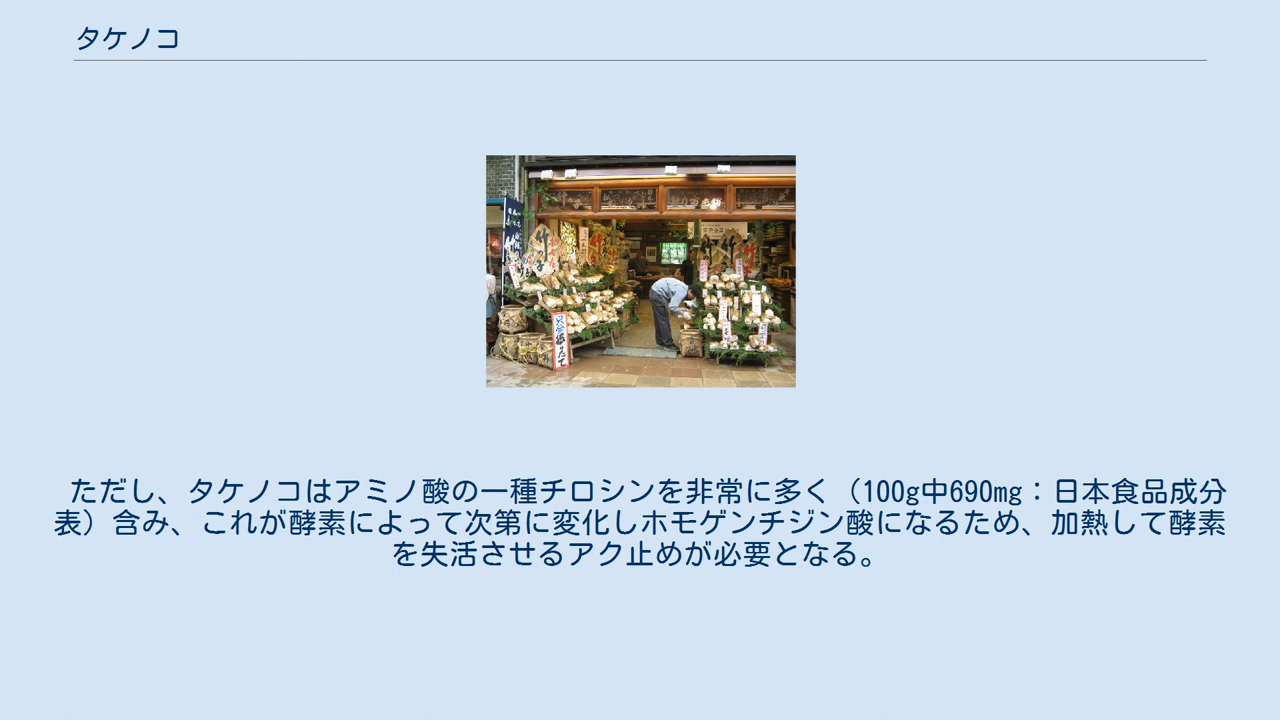 タケノコ
ただし、タケノコはアミノ酸の一種チロシンを非常に多く（100g中690mg：日本食品成分
表）含み、これが酵素によって次第に変化しホモゲンチジン酸になるため、加熱して酵素
を失活させるアク止めが必要となる。